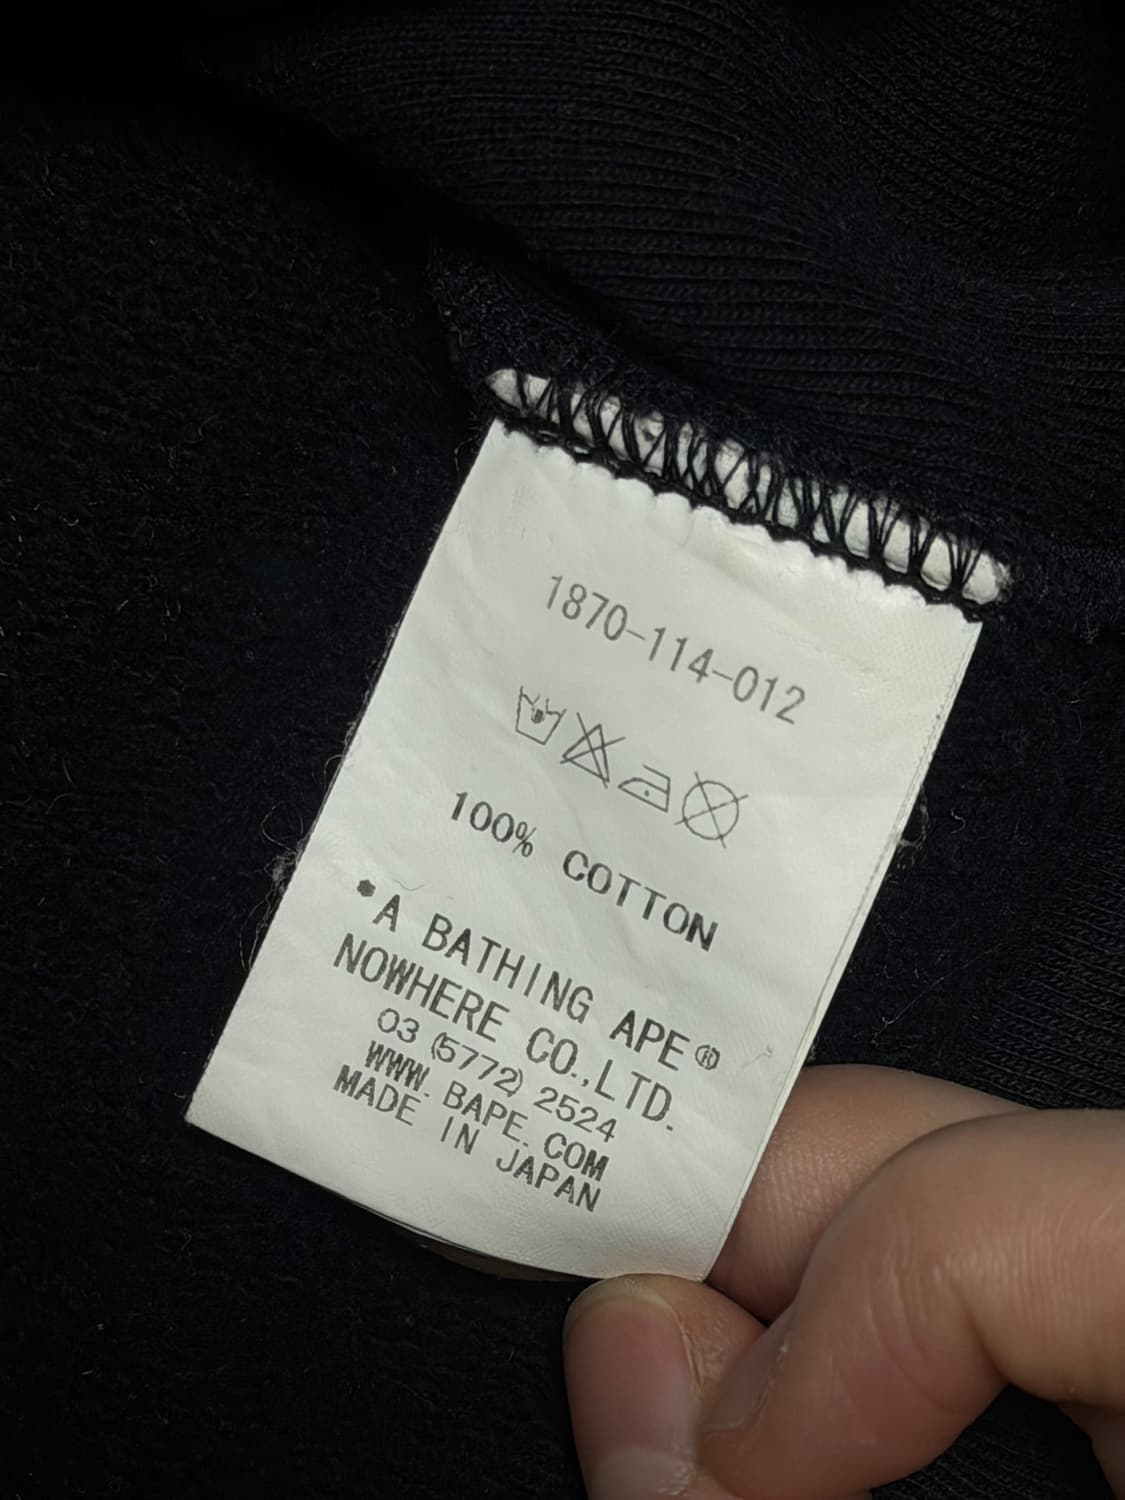 1870-114-012
100% COTTON
*A BATHING APE®
NOWHERE CO.,LTD.
03 (5772) 2524
WWW. BAPE. COM
MADE IN JAPAN